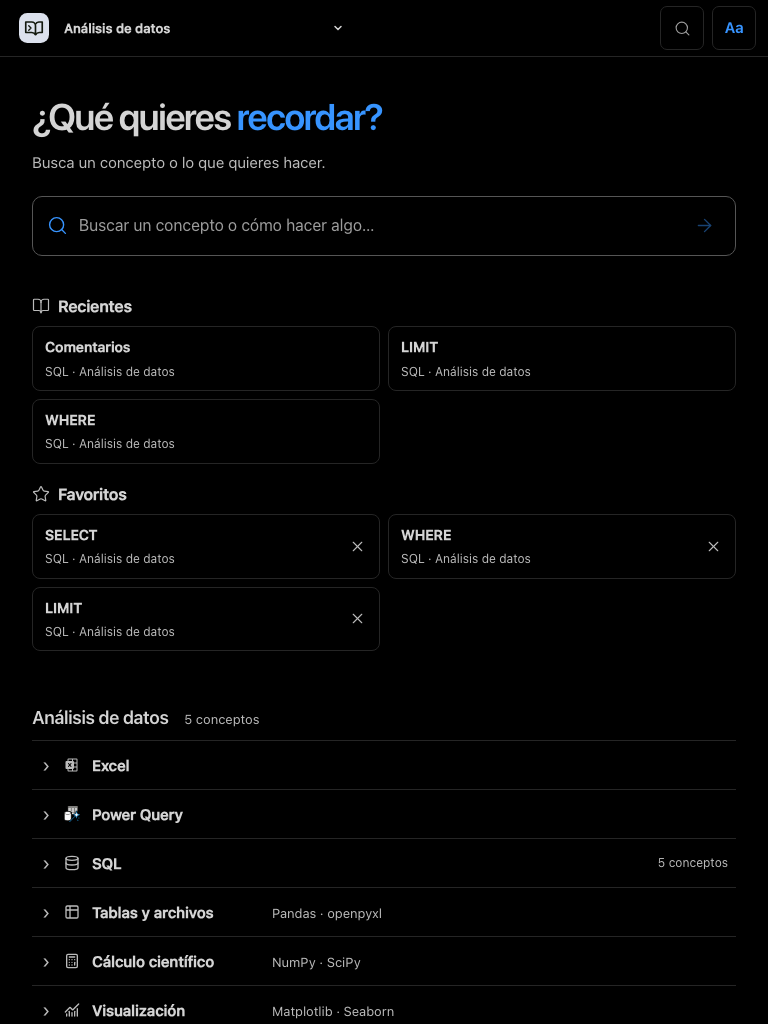 Análisis de datos
Aa
¿Qué quieres recordar?
Busca un concepto o lo que quieres hacer.
Buscar un concepto o cómo hacer algo...
Recientes
Comentarios
SQL · Análisis de datos
LIMIT
SQL · Análisis de datos
WHERE
SQL · Análisis de datos
Favoritos
SELECT
SQL · Análisis de datos
WHERE
SQL · Análisis de datos
LIMIT
SQL · Análisis de datos
Análisis de datos 5 conceptos
Excel
Power Query
SQL 5 conceptos
Tablas y archivos Pandas · openpyxl
Cálculo científico NumPy · SciPy
Visualización Matplotlib · Seaborn